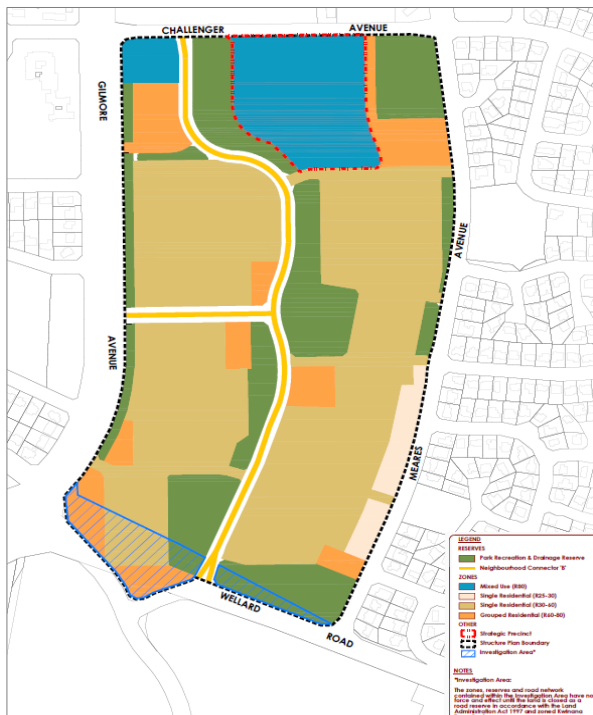 CHALLENGER
AVENUE
GILMORE
AVENUE
AVENUE
MEARES
WELLARD
ROAD
LEGEND
RESERVES
Park Recreation & Drainage Reserve
Neighbourhood Connector 'B'
ZONES
Mixed Use (R80)
Single Residential (R25-30)
Single Residential (R30-60)
Grouped Residential (R60-80)
OTHER
Strategic Precinct
Structure Plan Boundary
Investigation Area*
NOTES
*Investigation Area:
The zones, reserves and road network
contained within the Investigation Area have no
force and effect until the land is closed as a
road reserve in accordance with the Land
Administration Act 1997 and zoned Kwinana